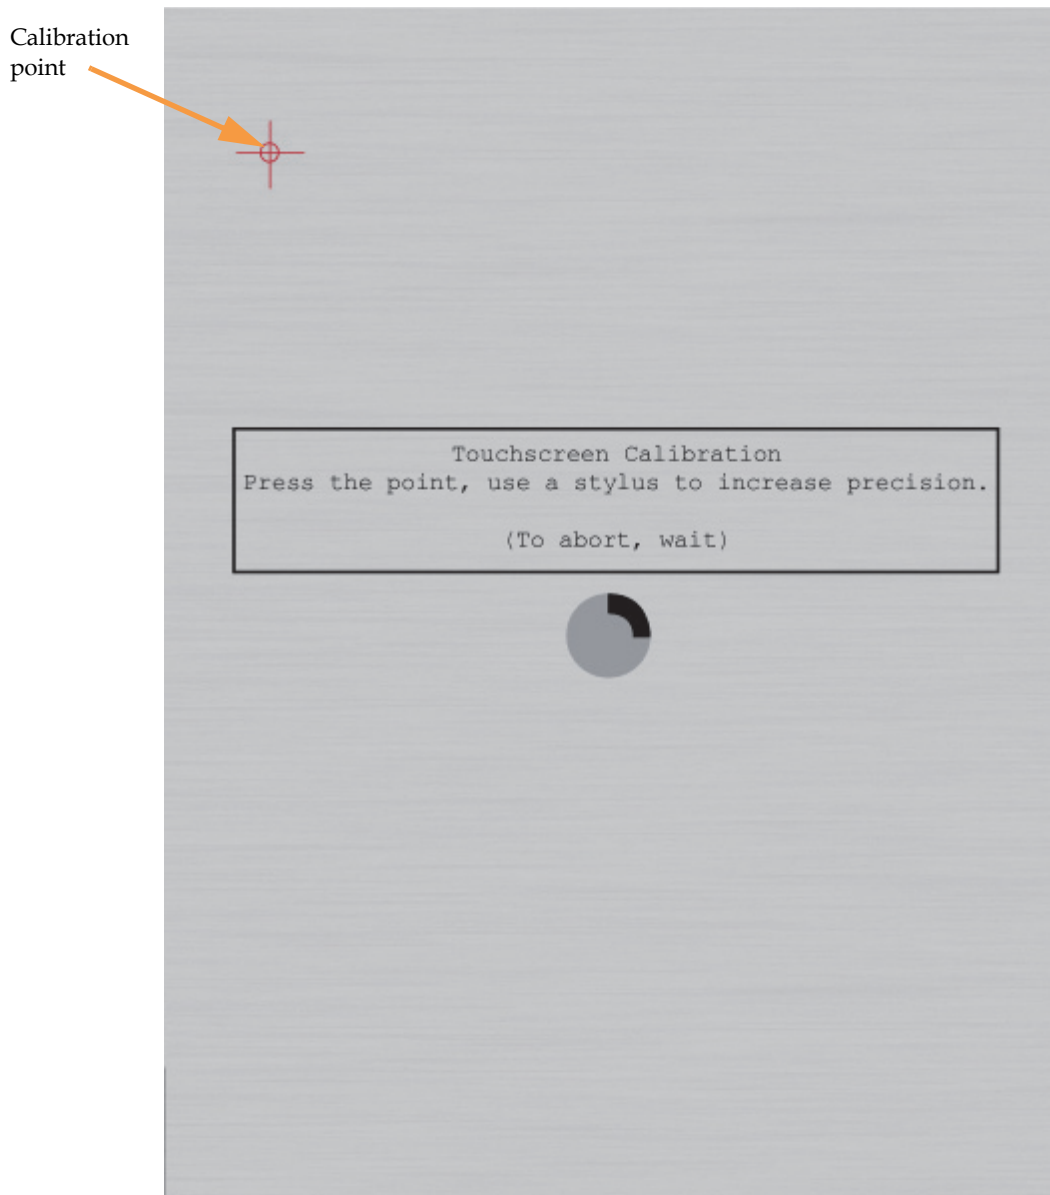 Calibration
point
Touchscreen Calibration
Press the point, use a stylus to increase precision.
(To abort, wait)